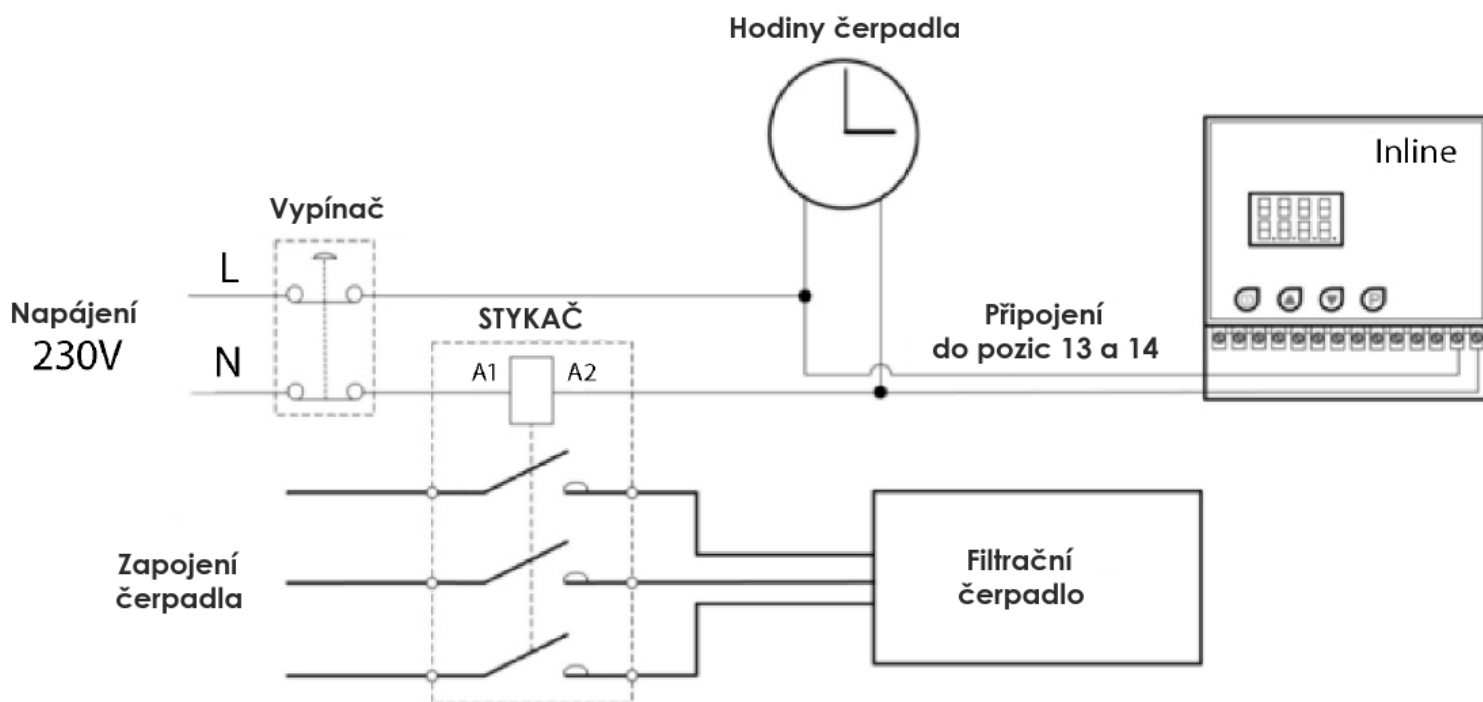 Hodiny čerpadla
Inline
Vypínač
L
Napájení
230V
N
STYKAČ
A1
A2
Připojení
do pozic 13 a 14
P
Zapojení
čerpadla
Filtrační
čerpadlo